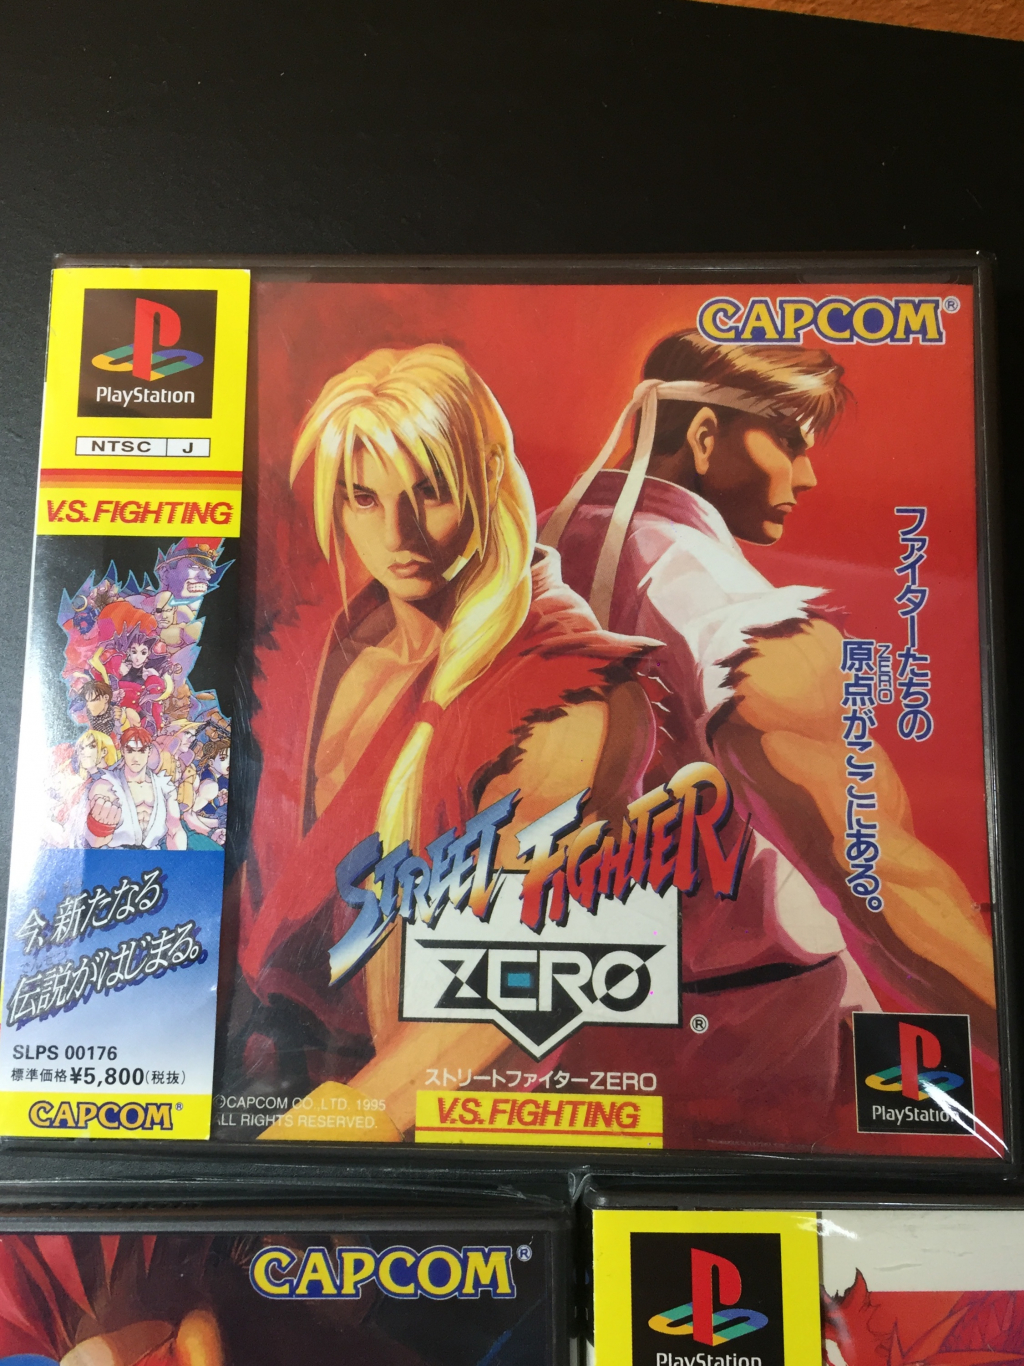 PlayStation
NTSC J
V.S. FIGHTING
今、新たなる
伝説がはじまる。
SLPS 00176
標準価格¥5,800(税抜)
CAPCOM®
CAPCOM®
ファイターたちの
原点がここにある。
ZERO
STREET FIGHTER
ZERO
®
ストリートファイターZERO
V.S. FIGHTING
©CAPCOM CO.,LTD. 1995
ALL RIGHTS RESERVED.
PlayStation
CAPCOM®
PlayStation